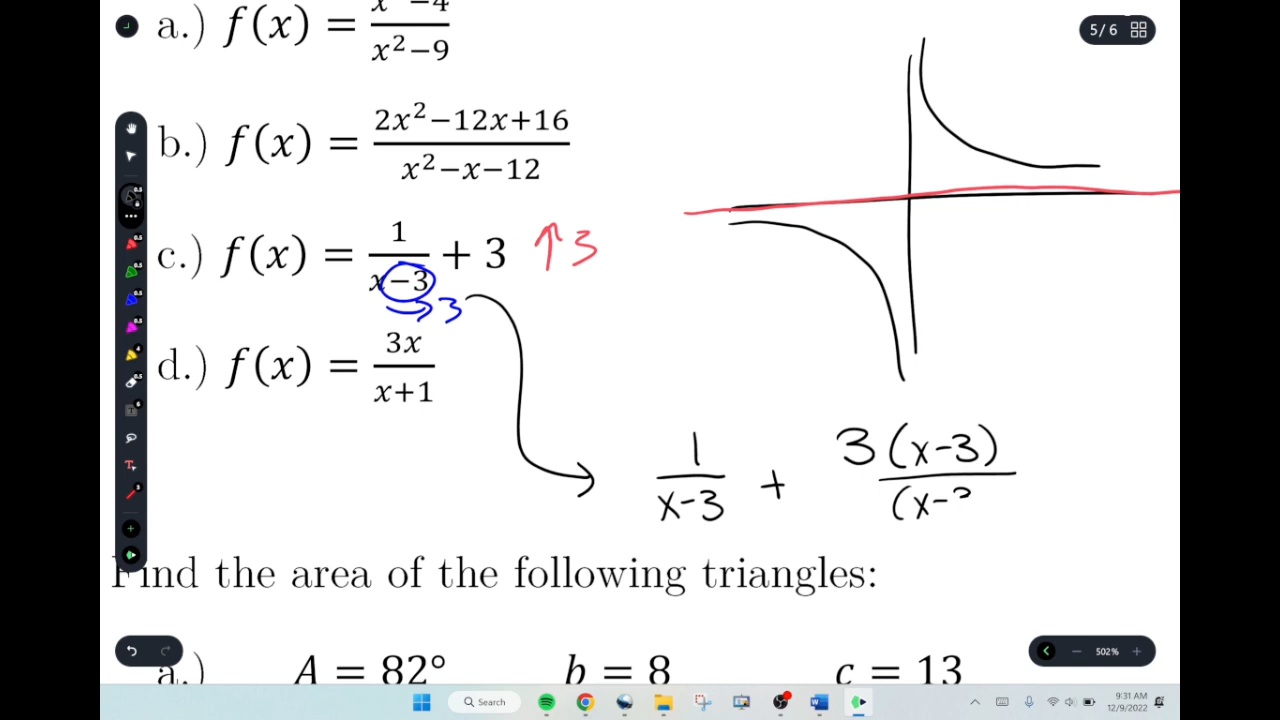 a.) f(x) = x²−4 / x²−9
5/6
b.) f(x) = 2x²−12x+16 / x²−x−12
c.) f(x) = 1 / x−3 + 3 ↑3
→3
d.) f(x) = 3x / x+1
1 / x-3 + 3(x-3) / (x-3
Find the area of the following triangles:
a.) A = 82° b = 8 c = 13
502%
Search
9:31 AM
12/9/2022